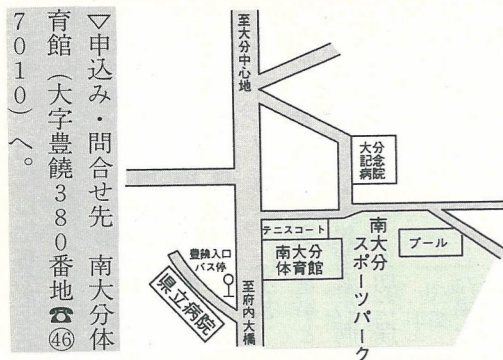 ▽申込み・問合せ先　南大分体
育館（大字豊饒380番地☎㊻
7010）へ。
至大分中心地
大分
記念
病院
テニスコート
南大分
体育館
南大分
スポーツパーク
プール
豊饒入口
バス停
県立病院
至府内大橋